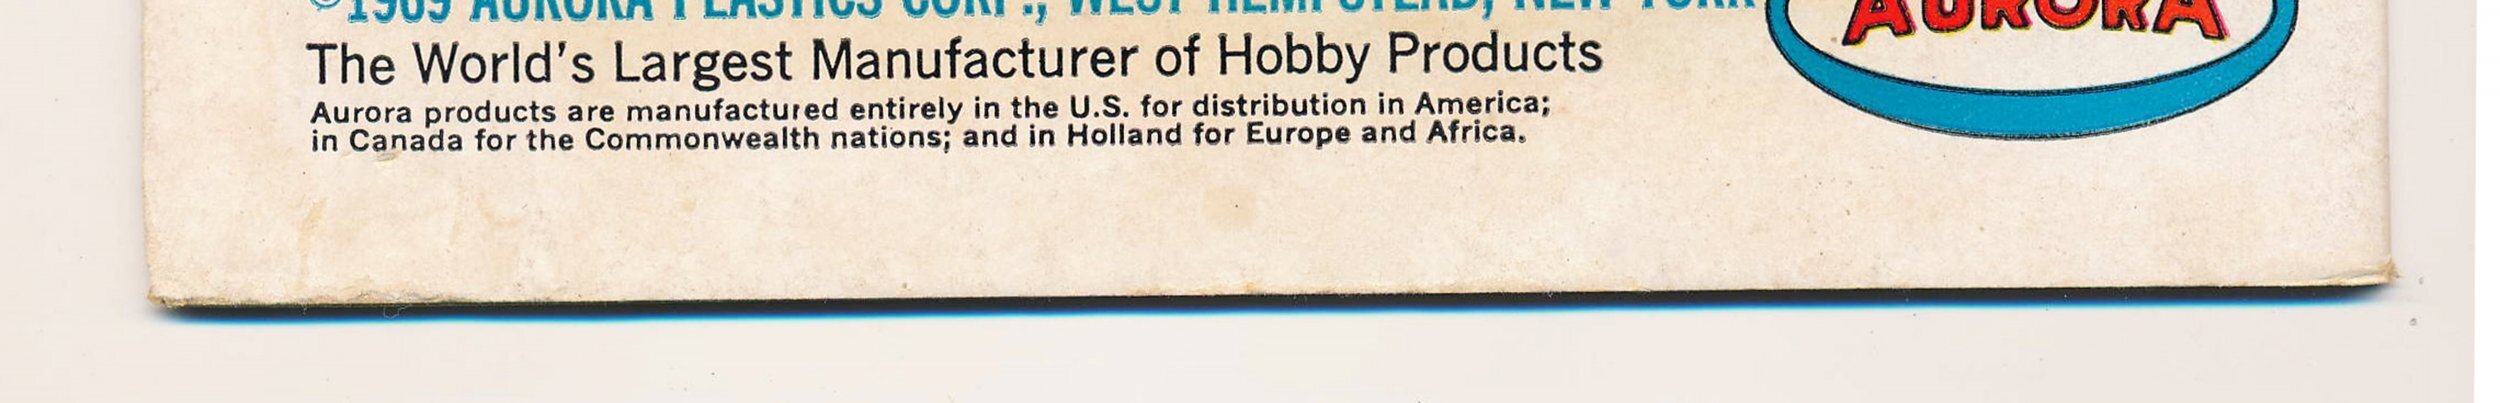 ©1969 AURORA PLASTICS CORP., WEST HEMPSTEAD, NEW YORK
AURORA
The World's Largest Manufacturer of Hobby Products
Aurora products are manufactured entirely in the U.S. for distribution in America;
in Canada for the Commonwealth nations; and in Holland for Europe and Africa.